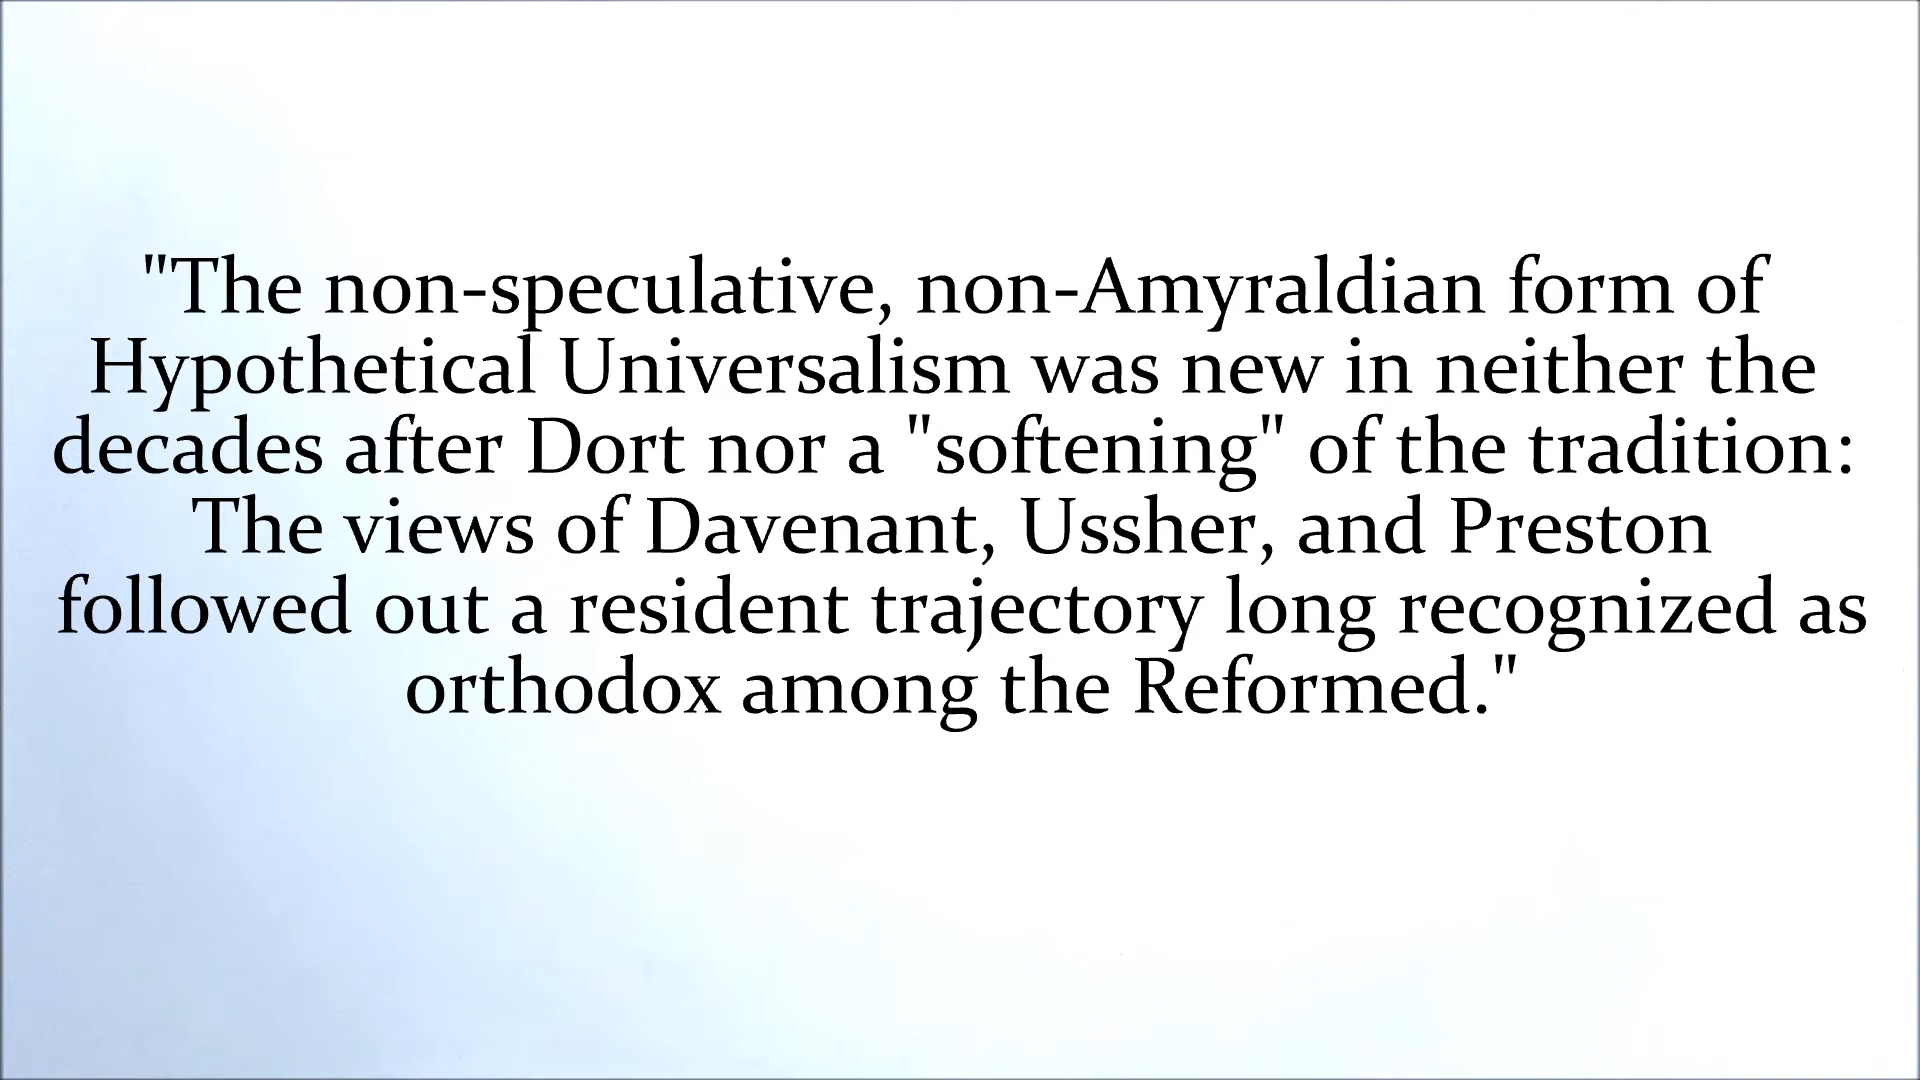 "The non-speculative, non-Amyraldian form of
Hypothetical Universalism was new in neither the
decades after Dort nor a "softening" of the tradition:
The views of Davenant, Ussher, and Preston
followed out a resident trajectory long recognized as
orthodox among the Reformed."